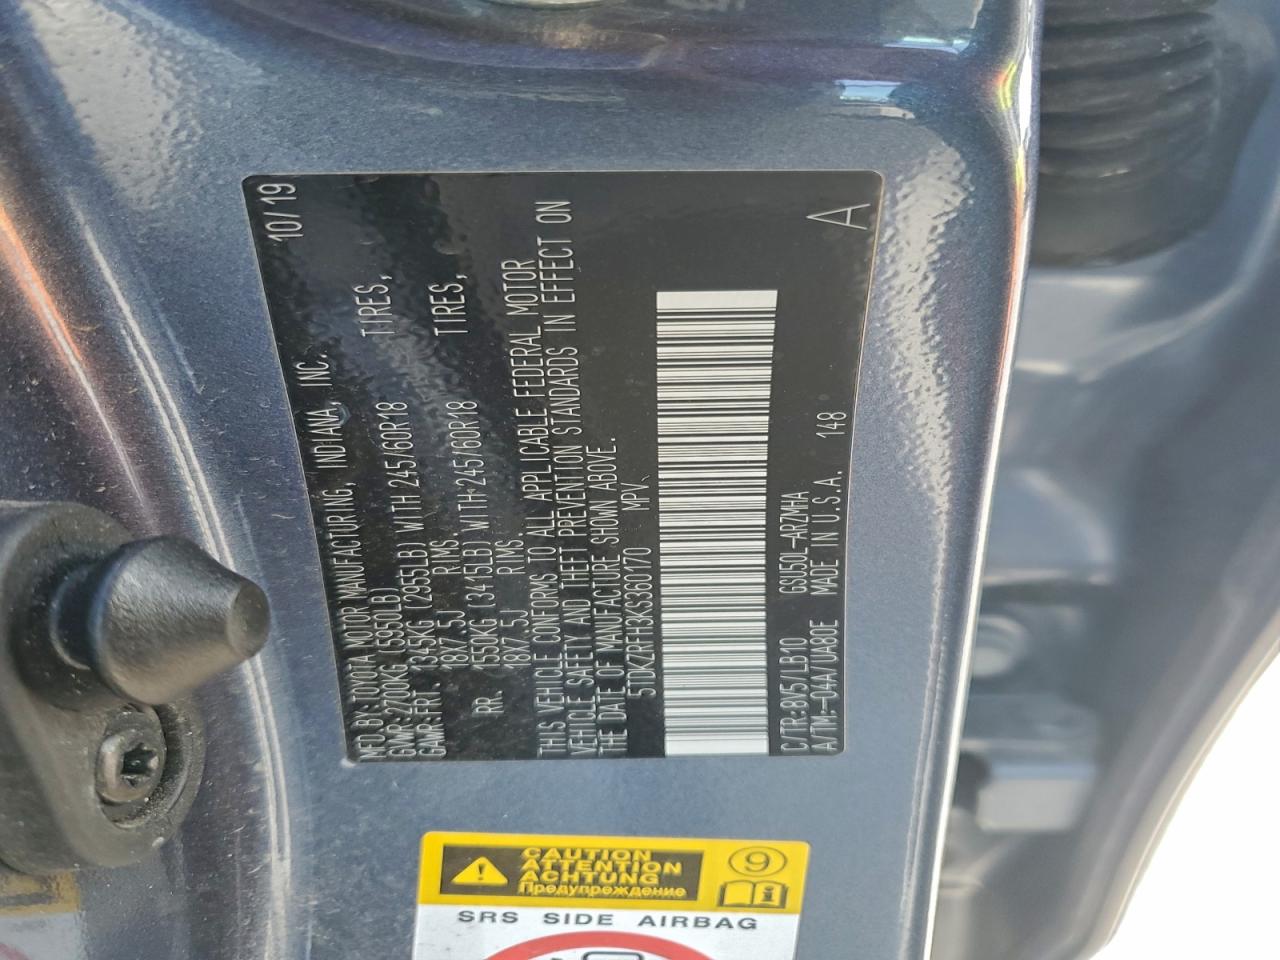 MFD.BY:TOYOTA MOTOR MANUFACTURING, INDIANA, INC. 10/19
GVWR:2700KG (5950LB)
GAWR:FRT. 1345KG (2955LB) WITH 245/60R18 TIRES,
18X7.5J RIMS,
RR. 1550KG (3415LB) WITH 245/60R18 TIRES,
18X7.5J RIMS
THIS VEHICLE CONFORMS TO ALL APPLICABLE FEDERAL MOTOR
VEHICLE SAFETY AND THEFT PREVENTION STANDARDS IN EFFECT ON
THE DATE OF MANUFACTURE SHOWN ABOVE.
5TDKZRFH3KS360170 MPV
C/TR:8V5/LB10 GSU50L-ARZMHA
A/TM:-04A/UA80E MADE IN U.S.A. 148 A
CAUTION
ATTENTION
ACHTUNG
Предупреждение
9
i
SRS SIDE AIRBAG